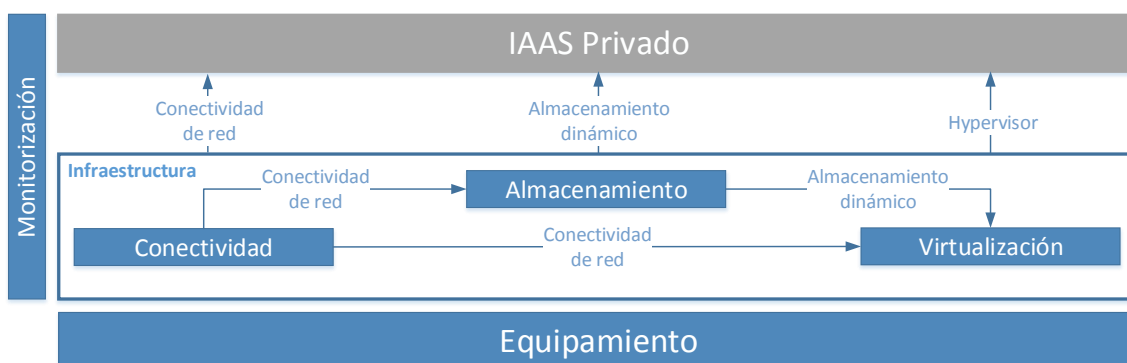 IAAS Privado
Monitorización
Conectividad
de red
Almacenamiento
dinámico
Hypervisor
Infraestructura
Conectividad
de red
Almacenamiento
Almacenamiento
dinámico
Conectividad
Conectividad
de red
Virtualización
Equipamiento